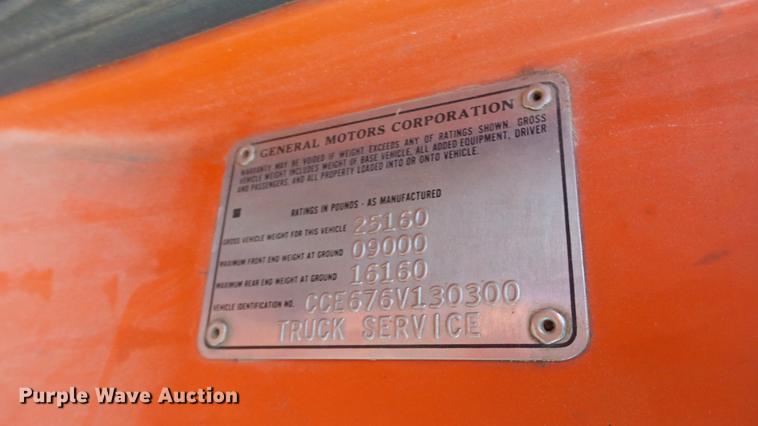 GENERAL MOTORS CORPORATION
WARRANTY MAY BE VOIDED IF WEIGHT EXCEEDS ANY OF RATINGS SHOWN. GROSS
VEHICLE WEIGHT INCLUDES WEIGHT OF BASE VEHICLE, ALL ADDED EQUIPMENT, DRIVER
AND PASSENGERS, AND ALL PROPERTY LOADED INTO OR ONTO VEHICLE.
RATINGS IN POUNDS - AS MANUFACTURED
GROSS VEHICLE WEIGHT FOR THIS VEHICLE 25160
MAXIMUM FRONT END WEIGHT AT GROUND 09000
MAXIMUM REAR END WEIGHT AT GROUND 16160
VEHICLE IDENTIFICATION NO. CCE676V130300
TRUCK SERVICE
Purple Wave Auction®